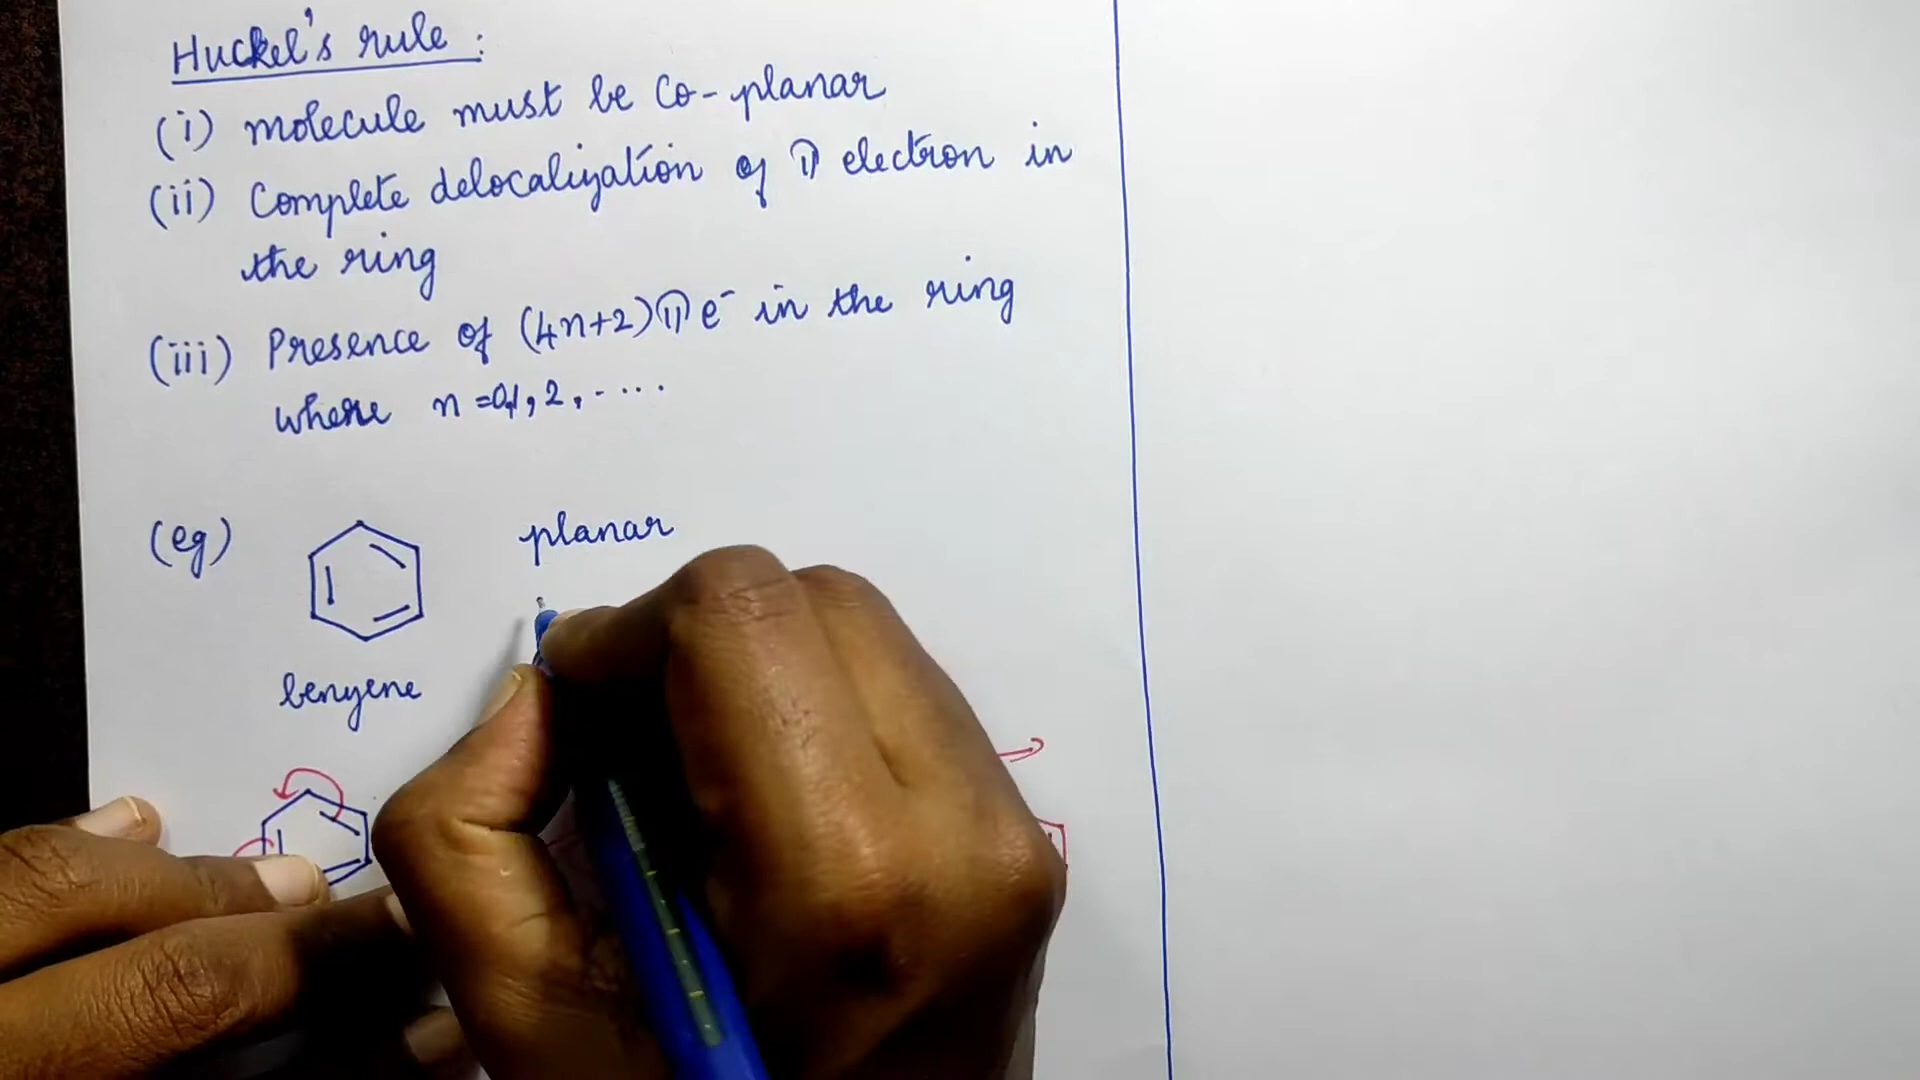 Huckel's rule :
(i) molecule must be Co-planar
(ii) Complete delocalization of π electron in
the ring
(iii) Presence of (4n+2)π e⁻ in the ring
where n = 0,1, 2, - ....
(eg)
planar
benzene